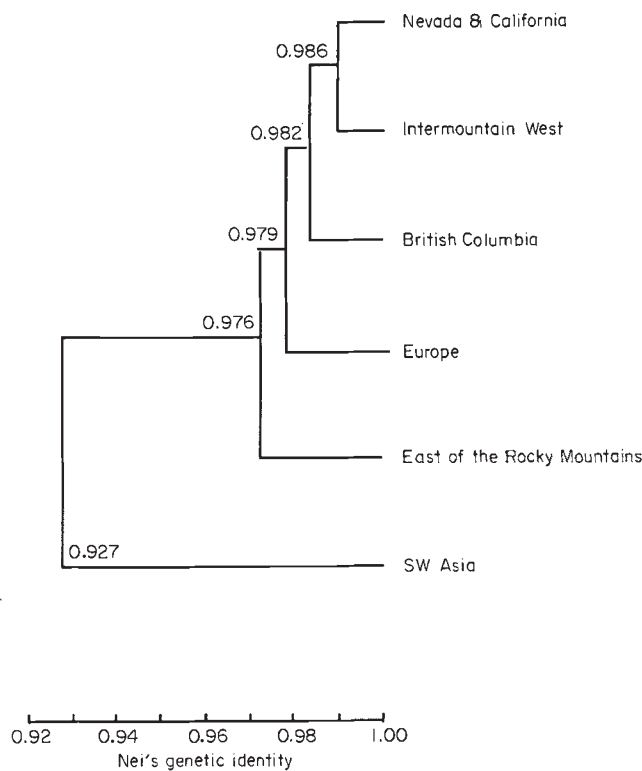 Nevada & California
0.986
Intermountain West
0.982
0.979
British Columbia
0.976
Europe
East of the Rocky Mountains
0.927
SW Asia
0.92 0.94 0.96 0.98 1.00
Nei's genetic identity